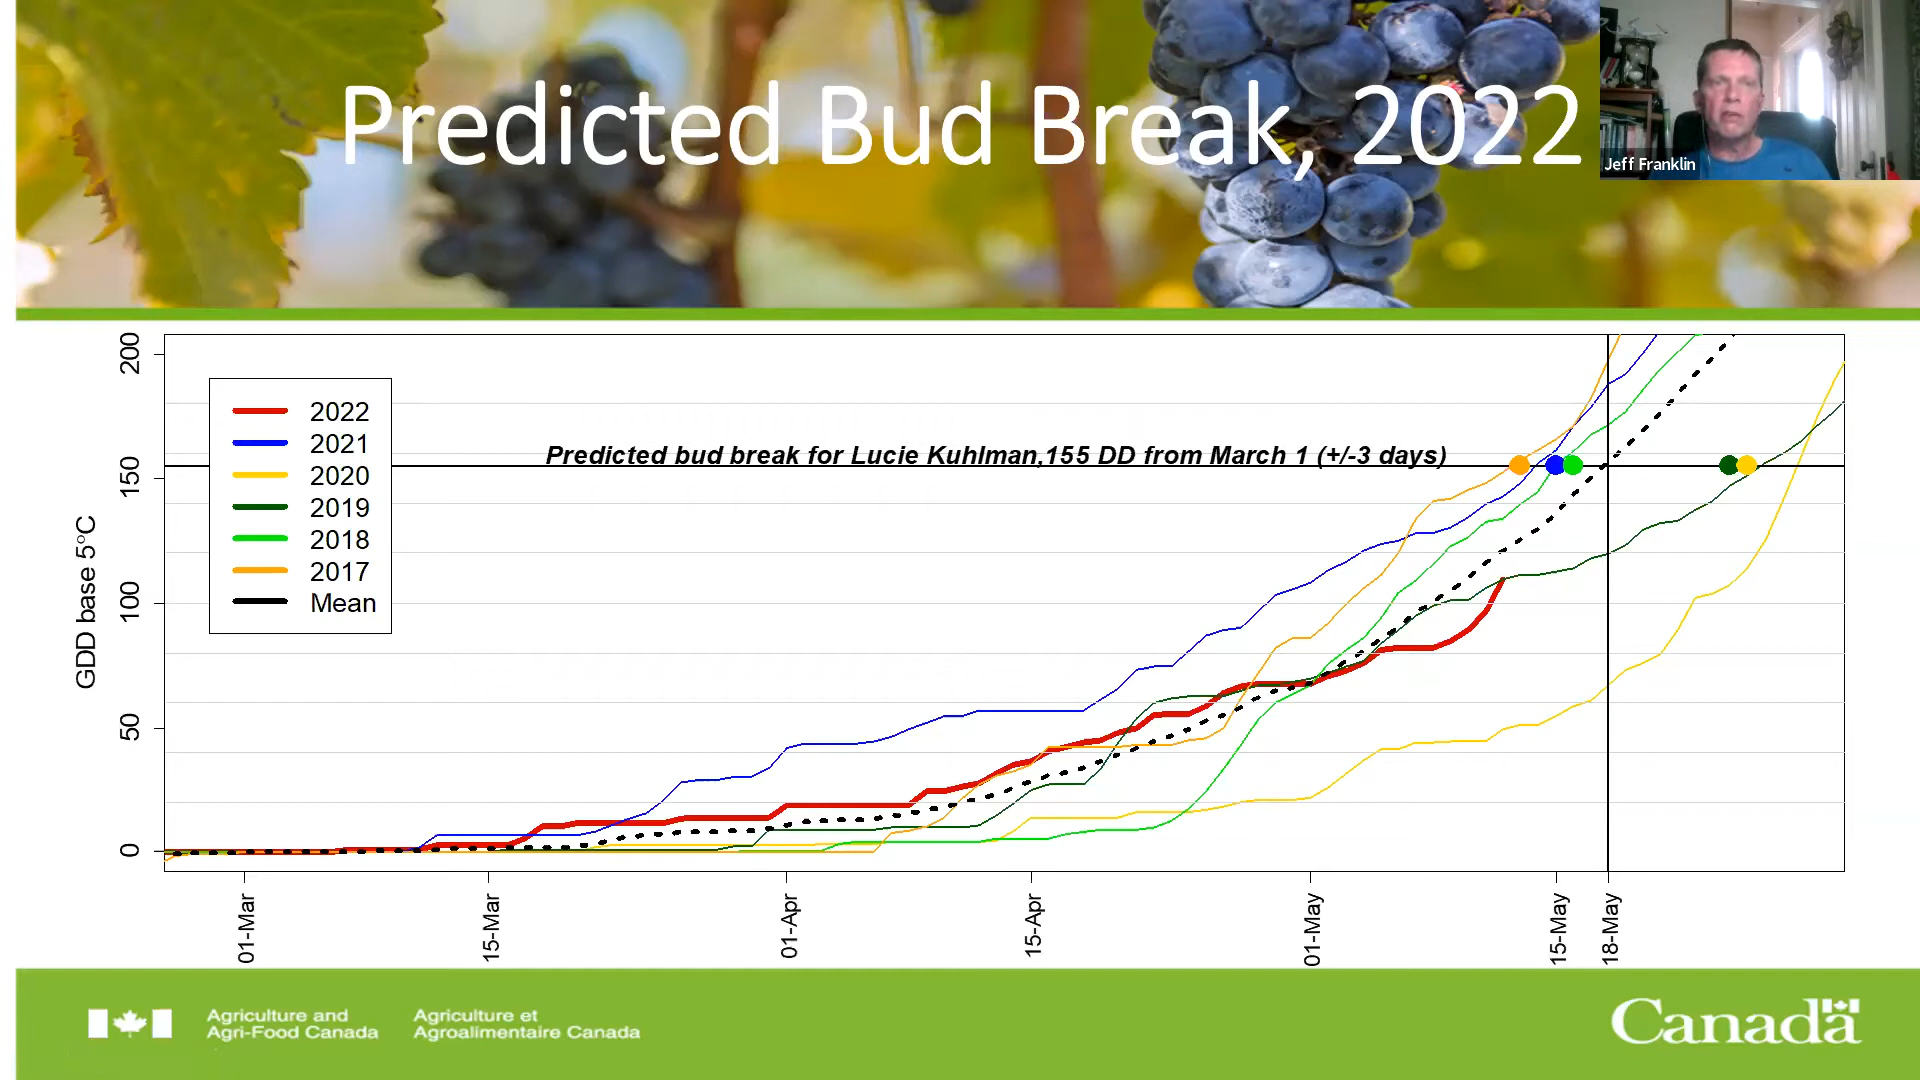 Predicted Bud Break, 2022
Jeff Franklin
200
150
100
50
0
GDD base 5°C
2022
2021
2020
2019
2018
2017
Mean
Predicted bud break for Lucie Kuhlman,155 DD from March 1 (+/-3 days)
01-Mar
15-Mar
01-Apr
15-Apr
01-May
15-May
18-May
Agriculture and
Agri-Food Canada
Agriculture et
Agroalimentaire Canada
Canada